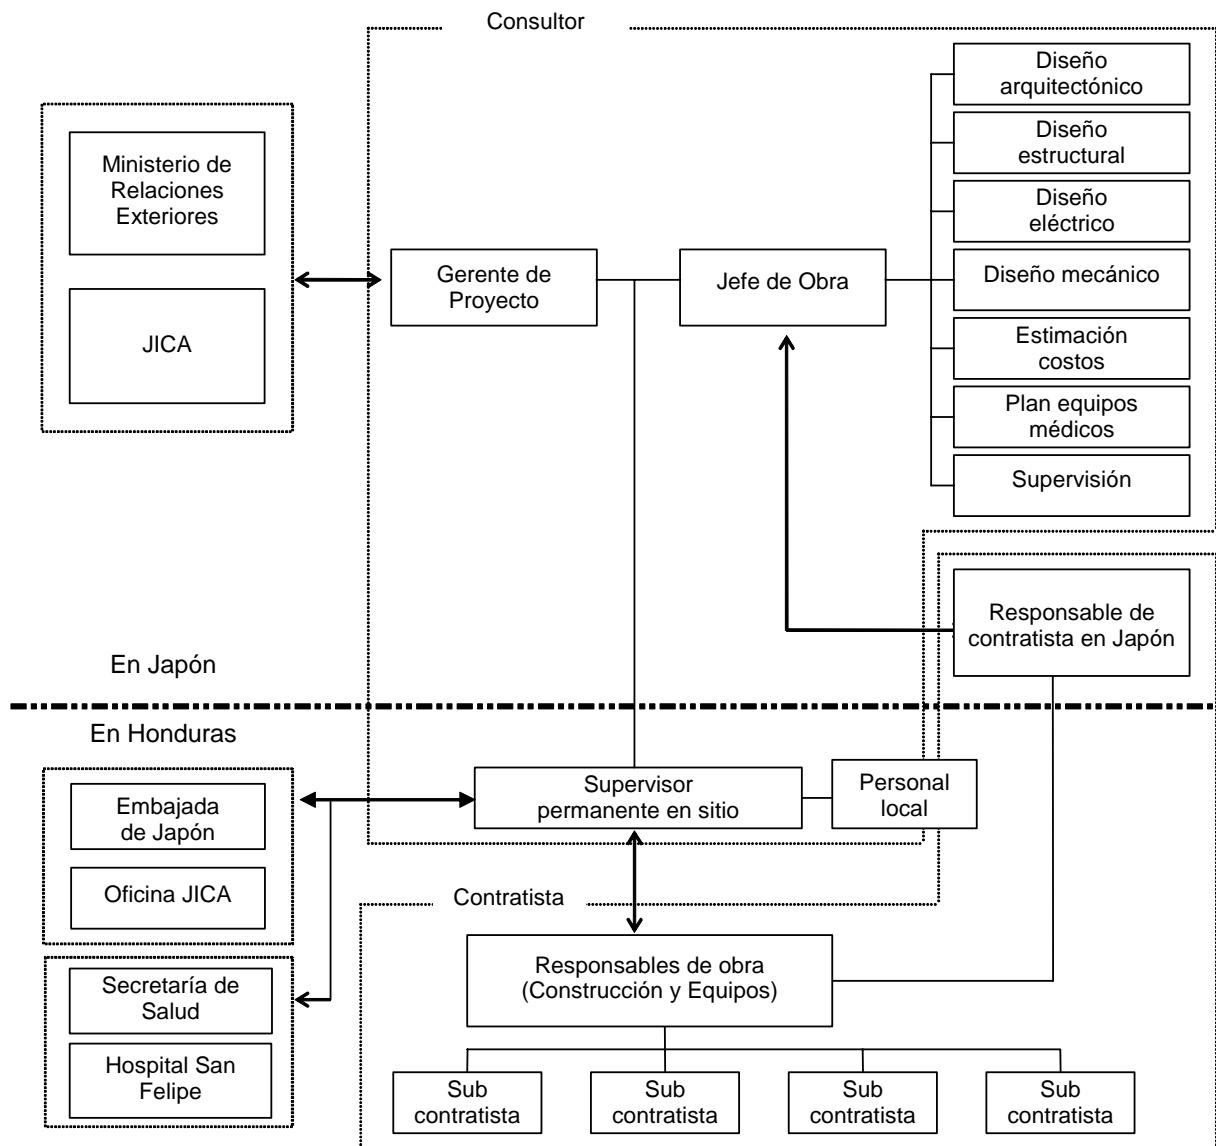 Consultor
Diseño
arquitectónico
Diseño
estructural
Diseño
eléctrico
Diseño mecánico
Estimación
costos
Plan equipos
médicos
Supervisión
Ministerio de
Relaciones
Exteriores
JICA
Gerente de
Proyecto
Jefe de Obra
Responsable de
contratista en Japón
En Japón
En Honduras
Embajada
de Japón
Oficina JICA
Supervisor
permanente en sitio
Personal
local
Contratista
Secretaría de
Salud
Hospital San
Felipe
Responsables de obra
(Construcción y Equipos)
Sub
contratista
Sub
contratista
Sub
contratista
Sub
contratista